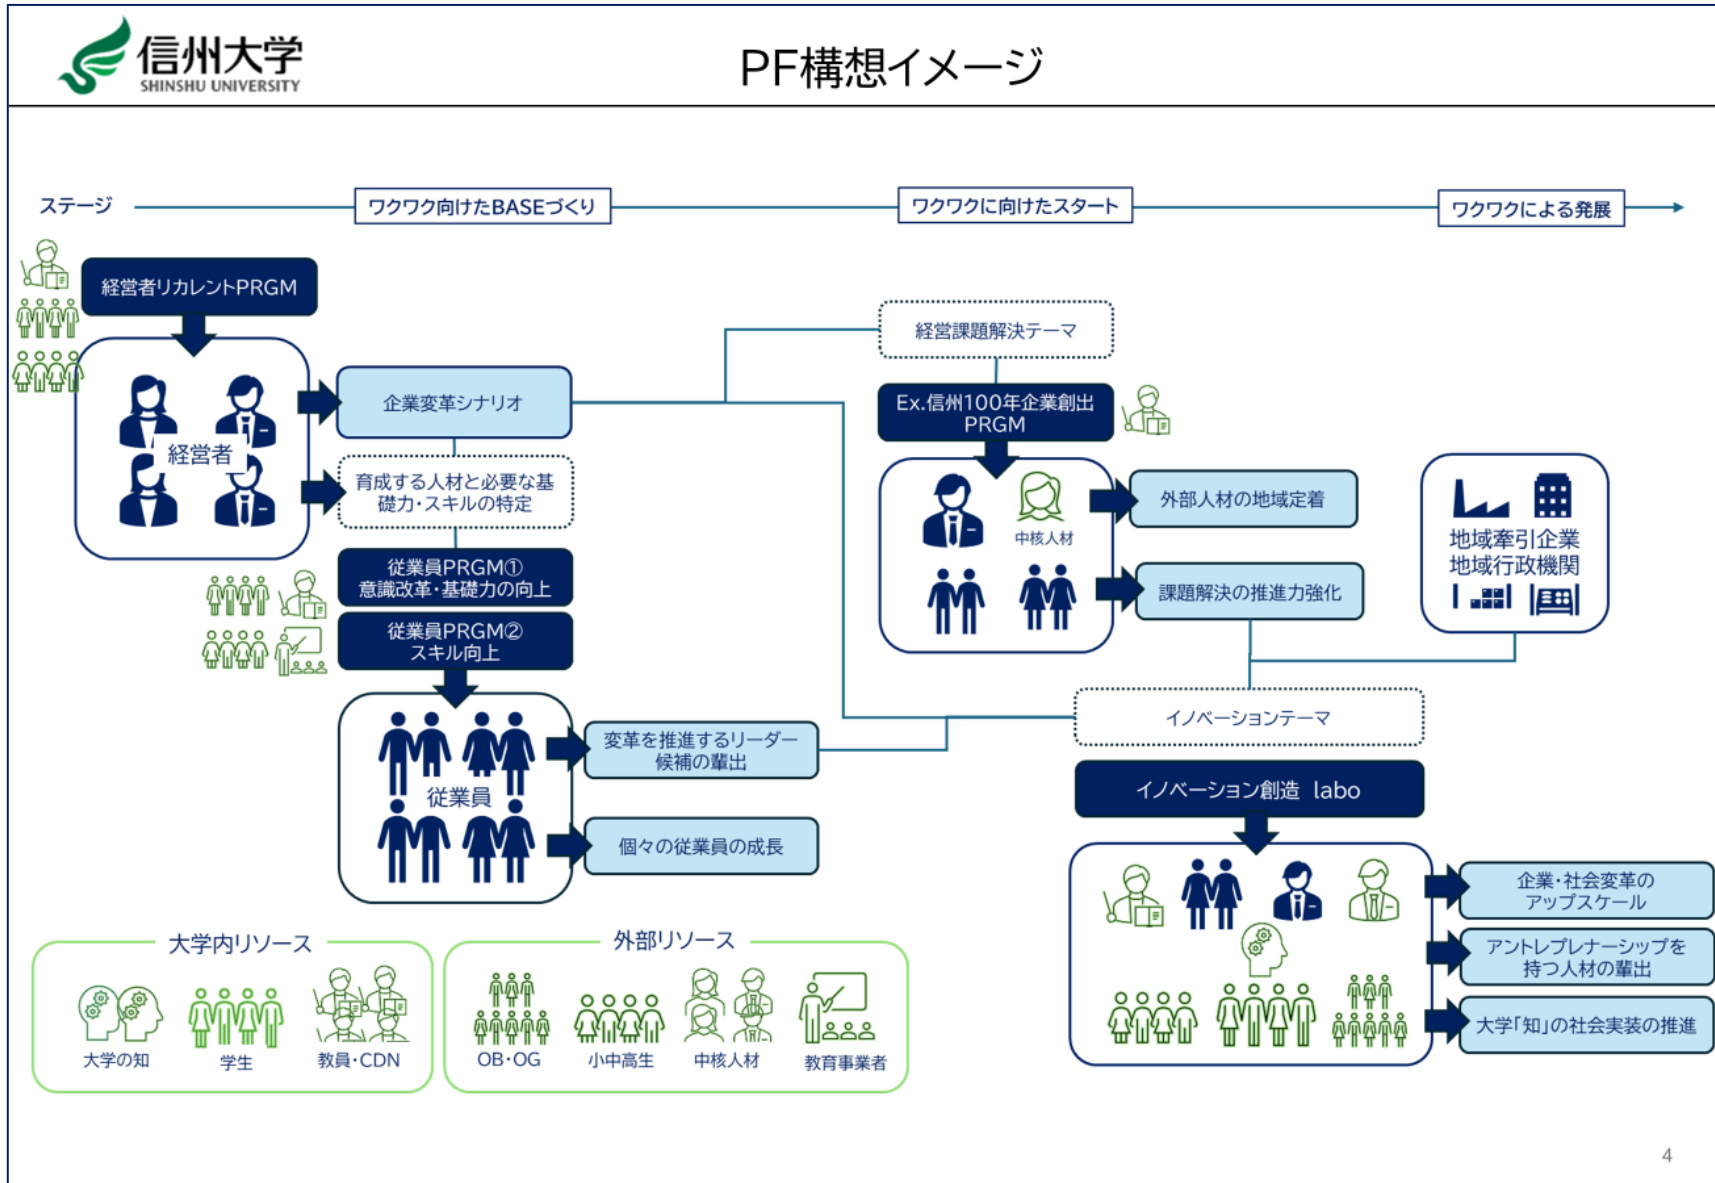 信州大学
SHINSHU UNIVERSITY
PF構想イメージ
ステージ
ワクワク向けたBASEづくり
ワクワクに向けたスタート
ワクワクによる発展
経営者リカレントPRGM
経営者
企業変革シナリオ
育成する人材と必要な基
礎力・スキルの特定
従業員PRGM①
意識改革・基礎力の向上
従業員PRGM②
スキル向上
従業員
変革を推進するリーダー
候補の輩出
個々の従業員の成長
経営課題解決テーマ
Ex.信州100年企業創出
PRGM
中核人材
外部人材の地域定着
課題解決の推進力強化
地域牽引企業
地域行政機関
イノベーションテーマ
イノベーション創造 labo
企業・社会変革の
アップスケール
アントレプレナーシップを
持つ人材の輩出
大学「知」の社会実装の推進
大学内リソース
大学の知
学生
教員・CDN
外部リソース
OB・OG
小中高生
中核人材
教育事業者
4